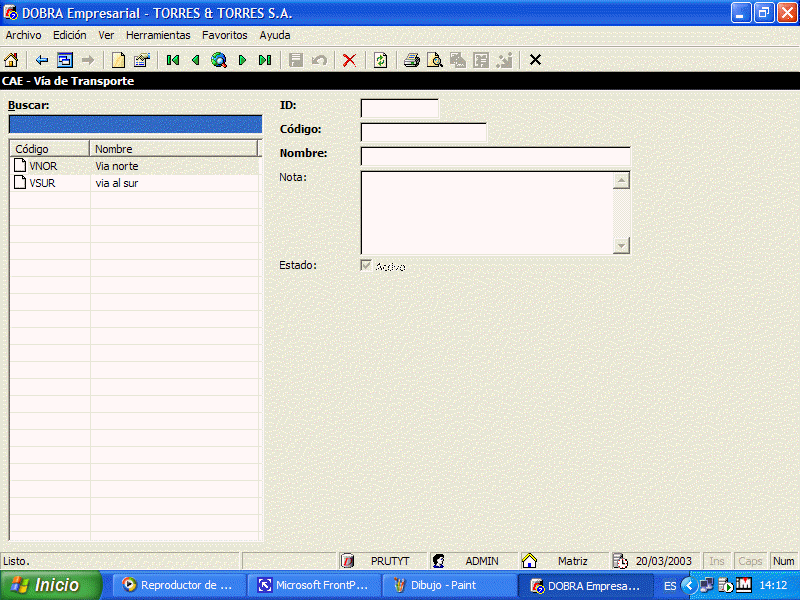 DOBRA Empresarial - TORRES & TORRES S.A.
Archivo Edición Ver Herramientas Favoritos Ayuda
CAE - Vía de Transporte
Buscar:
ID:
Código:
Nombre:
Nota:
Estado: Activo
Código Nombre
VNOR Via norte
VSUR via al sur
Listo. PRUTYT ADMIN Matriz 20/03/2003 Ins Caps Num
Inicio Reproductor de ... Microsoft FrontP... Dibujo - Paint DOBRA Empresa... ES 14:12